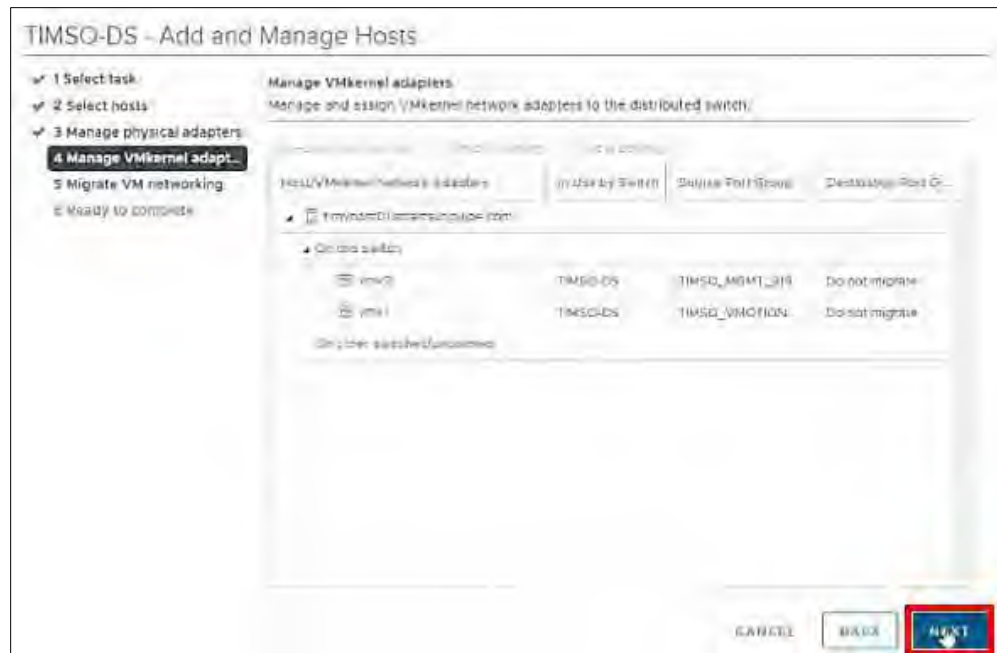 TIMSO-DS - Add and Manage Hosts
1 Select task
2 Select hosts
3 Manage physical adapters
4 Manage VMkernel adapt...
5 Migrate VM networking
6 Ready to complete
Manage VMkernel adapters
Manage and assign VMkernel network adapters to the distributed switch.
Host/VMkernel network adapters In Use by Switch Source Port Group Destination Port G...
On this switch
vmk0 TIMSO-DS Do not migrate
vmk1 TIMSO-DS TIMSO_VMOTION Do not migrate
On other switches/unassigned
CANCEL BACK NEXT